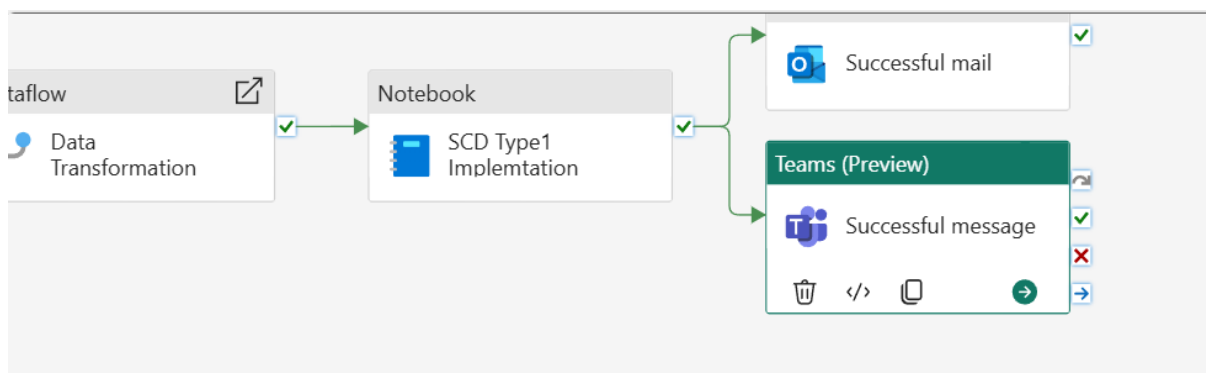 taflow
Data
Transformation
Notebook
SCD Type1
Implemtation
Successful mail
Teams (Preview)
Successful message